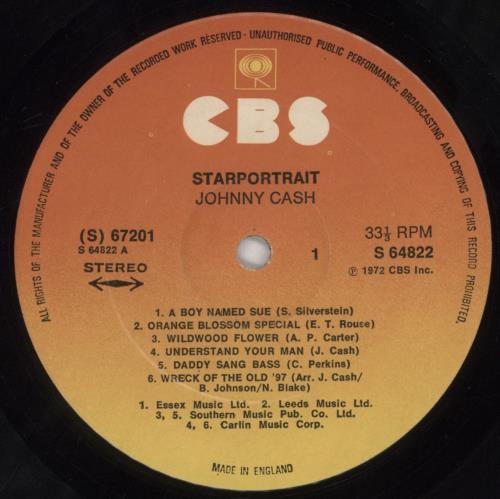 ALL RIGHTS OF THE MANUFACTURER AND OF THE OWNER OF THE RECORDED WORK RESERVED · UNAUTHORISED PUBLIC PERFORMANCE, BROADCASTING AND COPYING OF THIS RECORD PROHIBITED.
CBS
STARPORTRAIT
JOHNNY CASH
(S) 67201
S 64822 A
STEREO
1
33⅓ RPM
S 64822
℗ 1972 CBS Inc.
1. A BOY NAMED SUE (S. Silverstein)
2. ORANGE BLOSSOM SPECIAL (E. T. Rouse)
3. WILDWOOD FLOWER (A. P. Carter)
4. UNDERSTAND YOUR MAN (J. Cash)
5. DADDY SANG BASS (C. Perkins)
6. WRECK OF THE OLD '97 (Arr. J. Cash/
B. Johnson/N. Blake)
1. Essex Music Ltd. 2. Leeds Music Ltd.
3, 5. Southern Music Pub. Co. Ltd.
4, 6. Carlin Music Corp.
MADE IN ENGLAND